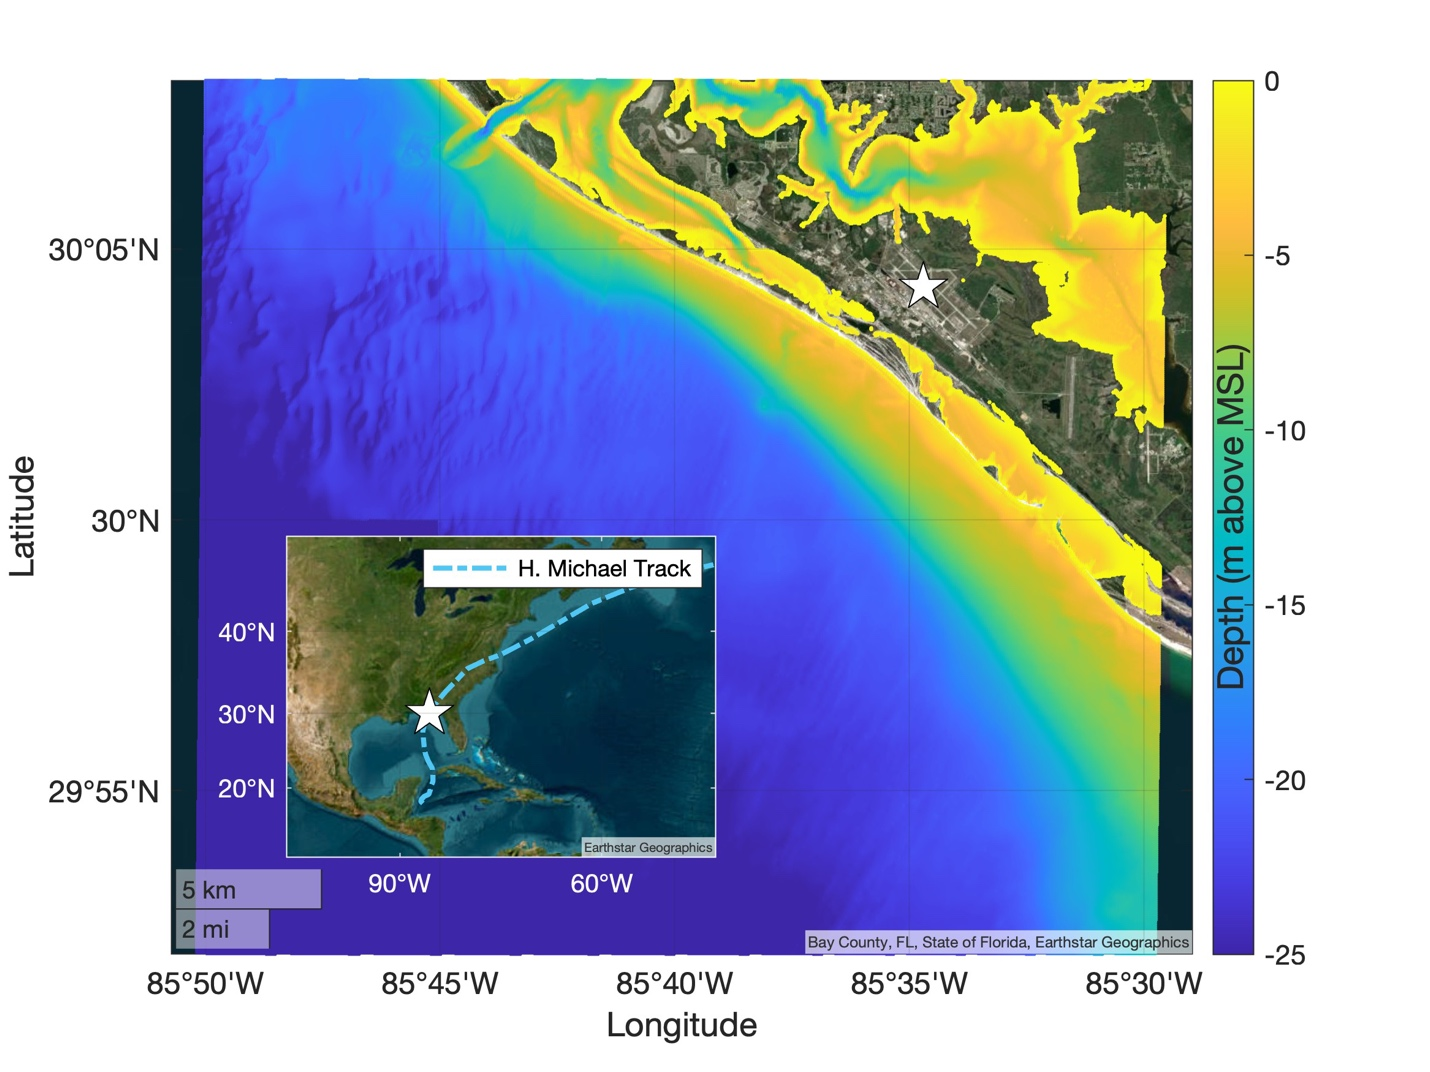 0
-5
-10
-15
-20
-25
Depth (m above MSL)
30°05'N
30°N
29°55'N
Latitude
H. Michael Track
40°N
30°N
20°N
Earthstar Geographics
90°W
60°W
5 km
2 mi
Bay County, FL, State of Florida, Earthstar Geographics
85°50'W
85°45'W
85°40'W
85°35'W
85°30'W
Longitude